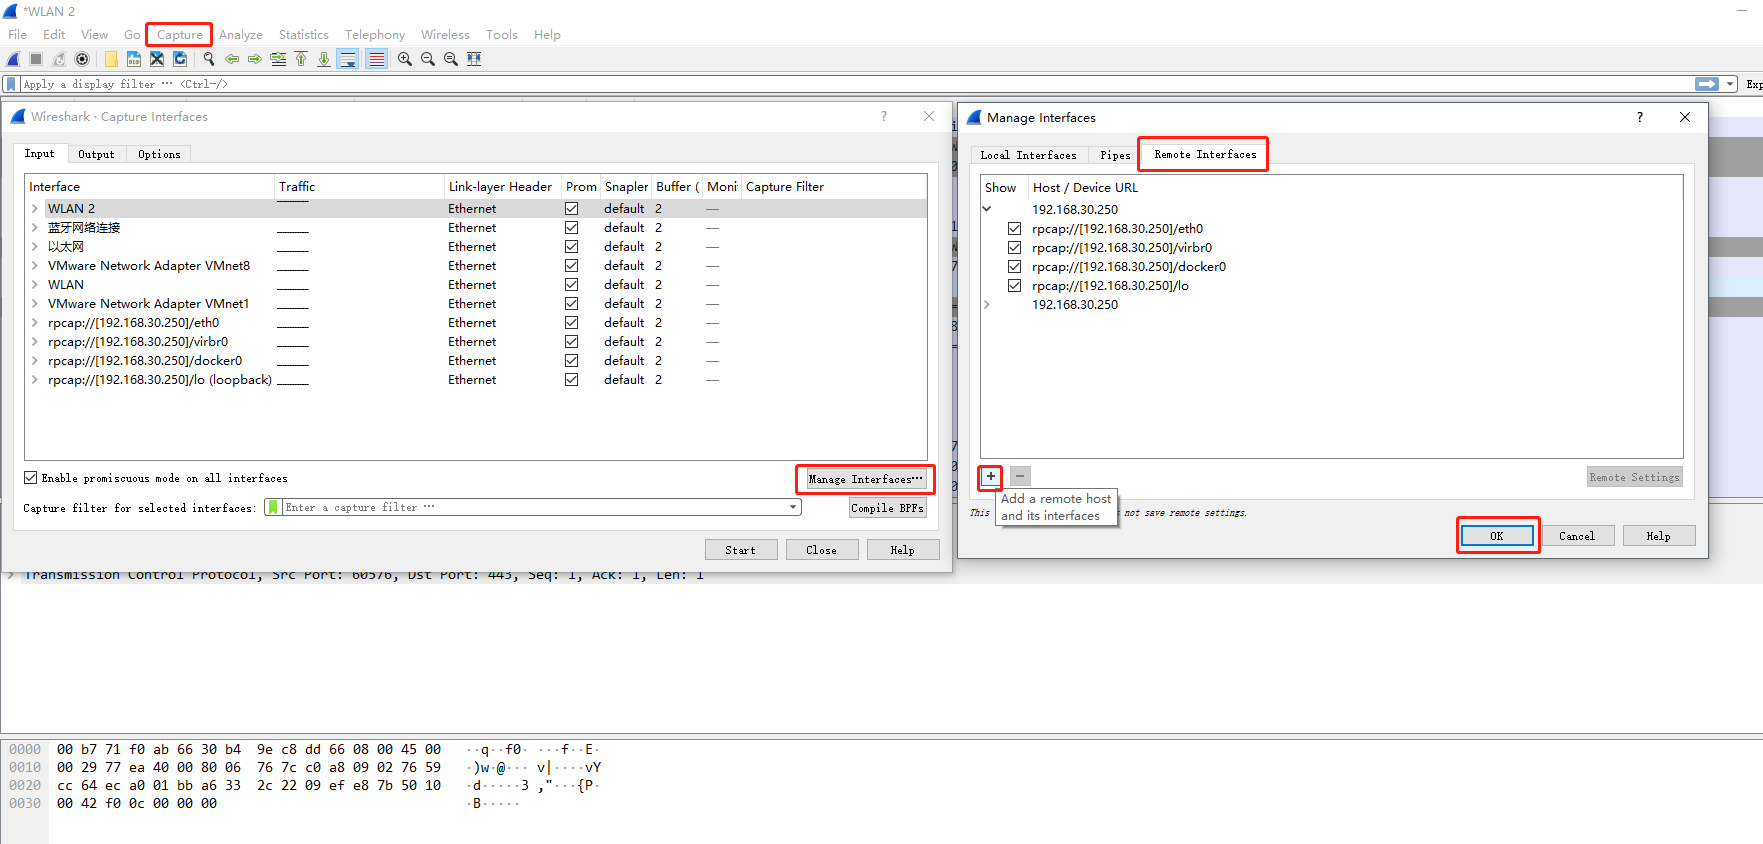 *WLAN 2
File Edit View Go Capture Analyze Statistics Telephony Wireless Tools Help
Apply a display filter ··· <Ctrl-/>
Exp
Wireshark · Capture Interfaces
?
Input Output Options
Interface Traffic Link-layer Header Prom Snaplen Buffer ( Moni Capture Filter
WLAN 2 Ethernet default 2 —
蓝牙网络连接 Ethernet default 2 —
以太网 Ethernet default 2 —
VMware Network Adapter VMnet8 Ethernet default 2 —
WLAN Ethernet default 2 —
VMware Network Adapter VMnet1 Ethernet default 2 —
rpcap://[192.168.30.250]/eth0 Ethernet default 2 —
rpcap://[192.168.30.250]/virbr0 Ethernet default 2 —
rpcap://[192.168.30.250]/docker0 Ethernet default 2 —
rpcap://[192.168.30.250]/lo (loopback) Ethernet default 2 —
Enable promiscuous mode on all interfaces
Manage Interfaces···
Capture filter for selected interfaces: Enter a capture filter ···
Compile BPFs
Start Close Help
Manage Interfaces
?
Local Interfaces Pipes Remote Interfaces
Show Host / Device URL
192.168.30.250
rpcap://[192.168.30.250]/eth0
rpcap://[192.168.30.250]/virbr0
rpcap://[192.168.30.250]/docker0
rpcap://[192.168.30.250]/lo
192.168.30.250
+ −
Remote Settings
Add a remote host
and its interfaces
This
not save remote settings.
OK Cancel Help
Transmission Control Protocol, Src Port: 60576, Dst Port: 443, Seq: 1, Ack: 1, Len: 1
0000 00 b7 71 f0 ab 66 30 b4 9e c8 dd 66 08 00 45 00 ··q··f0· ···f··E·
0010 00 29 77 ea 40 00 80 06 76 7c c0 a8 09 02 76 59 ·)w·@··· v|····vY
0020 cc 64 ec a0 01 bb a6 33 2c 22 09 ef e8 7b 50 10 ·d·····3 ,"···{P·
0030 00 42 f0 0c 00 00 00 ·B·····